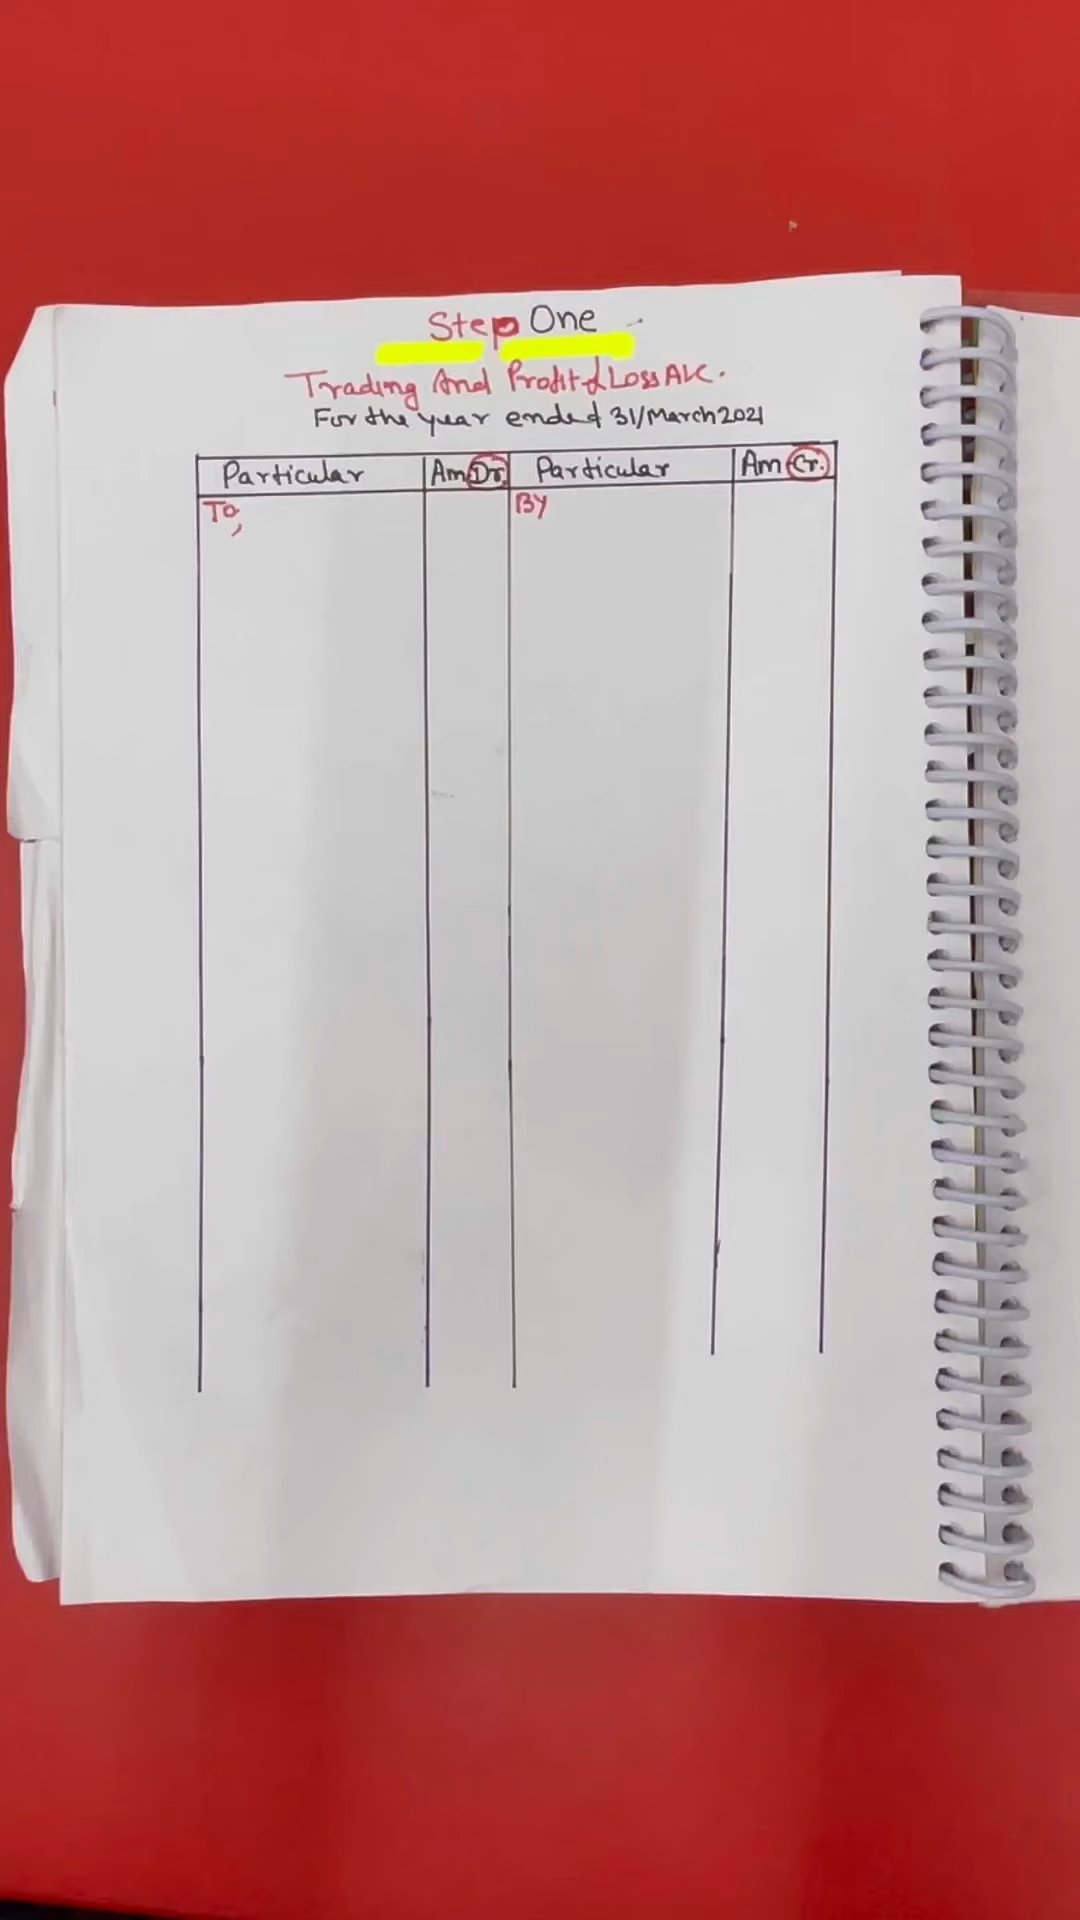 Step One
Trading And Profit & Loss A/c.
For the year ended 31/March 2021
Particular Am Dr. Particular Am Cr.
To, BY